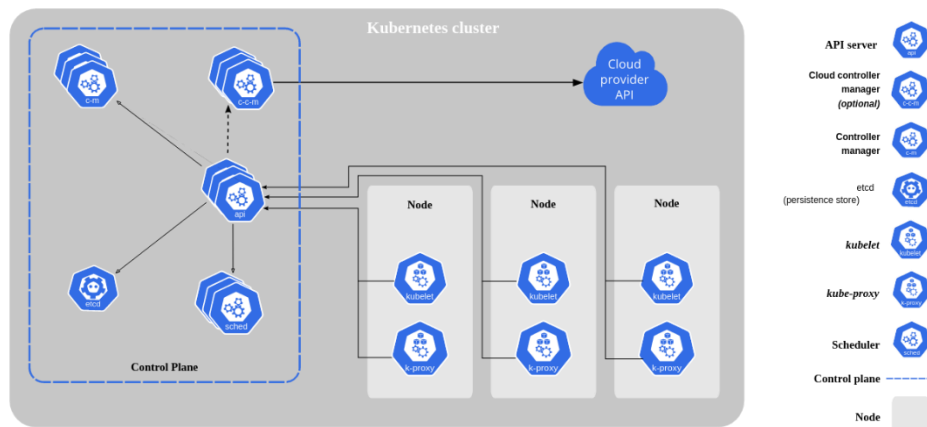 Kubernetes cluster
c-m
c-c-m
Cloud
provider
API
api
etcd
sched
Control Plane
Node
kubelet
k-proxy
Node
kubelet
k-proxy
Node
kubelet
k-proxy
API server
api
Cloud controller
manager
(optional)
c-c-m
Controller
manager
c-m
etcd
(persistence store)
etcd
kubelet
kubelet
kube-proxy
k-proxy
Scheduler
sched
Control plane
Node